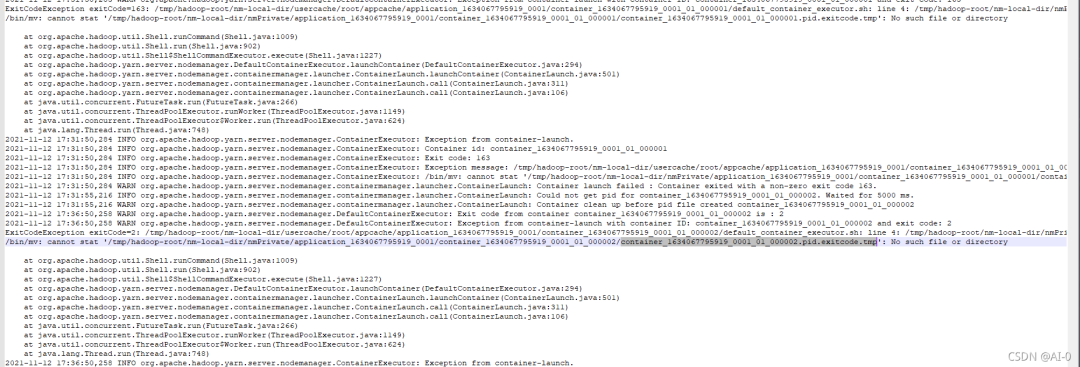 ExitCodeException exitCode=163: /tmp/hadoop-root/nm-local-dir/usercache/root/appcache/application_1634067795919_0001/container_1634067795919_0001_01_000001/default_container_executor.sh: line 4: /tmp/hadoop-root/nm-local-dir/nmP
/bin/mv: cannot stat '/tmp/hadoop-root/nm-local-dir/nmPrivate/application_1634067795919_0001/container_1634067795919_0001_01_000001/container_1634067795919_0001_01_000001.pid.exitcode.tmp': No such file or directory
at org.apache.hadoop.util.Shell.runCommand(Shell.java:1009)
at org.apache.hadoop.util.Shell.run(Shell.java:902)
at org.apache.hadoop.util.Shell$ShellCommandExecutor.execute(Shell.java:1227)
at org.apache.hadoop.yarn.server.nodemanager.DefaultContainerExecutor.launchContainer(DefaultContainerExecutor.java:294)
at org.apache.hadoop.yarn.server.nodemanager.containermanager.launcher.ContainerLaunch.launchContainer(ContainerLaunch.java:501)
at org.apache.hadoop.yarn.server.nodemanager.containermanager.launcher.ContainerLaunch.call(ContainerLaunch.java:311)
at org.apache.hadoop.yarn.server.nodemanager.containermanager.launcher.ContainerLaunch.call(ContainerLaunch.java:106)
at java.util.concurrent.FutureTask.run(FutureTask.java:266)
at java.util.concurrent.ThreadPoolExecutor.runWorker(ThreadPoolExecutor.java:1149)
at java.util.concurrent.ThreadPoolExecutor$Worker.run(ThreadPoolExecutor.java:624)
at java.lang.Thread.run(Thread.java:748)
2021-11-12 17:31:50,284 INFO org.apache.hadoop.yarn.server.nodemanager.ContainerExecutor: Exception from container-launch.
2021-11-12 17:31:50,284 INFO org.apache.hadoop.yarn.server.nodemanager.ContainerExecutor: Container id: container_1634067795919_0001_01_000001
2021-11-12 17:31:50,284 INFO org.apache.hadoop.yarn.server.nodemanager.ContainerExecutor: Exit code: 163
2021-11-12 17:31:50,284 INFO org.apache.hadoop.yarn.server.nodemanager.ContainerExecutor: Exception message: /tmp/hadoop-root/nm-local-dir/usercache/root/appcache/application_1634067795919_0001/container_1634067795919_0001_01_00
2021-11-12 17:31:50,284 INFO org.apache.hadoop.yarn.server.nodemanager.ContainerExecutor: /bin/mv: cannot stat '/tmp/hadoop-root/nm-local-dir/nmPrivate/application_1634067795919_0001/container_1634067795919_0001_01_000001/conta
2021-11-12 17:31:50,284 WARN org.apache.hadoop.yarn.server.nodemanager.containermanager.launcher.ContainerLaunch: Container launch failed : Container exited with a non-zero exit code 163.
2021-11-12 17:31:55,216 INFO org.apache.hadoop.yarn.server.nodemanager.containermanager.launcher.ContainerLaunch: Could not get pid for container_1634067795919_0001_01_000002. Waited for 5000 ms.
2021-11-12 17:31:55,216 WARN org.apache.hadoop.yarn.server.nodemanager.containermanager.launcher.ContainerLaunch: Container clean up before pid file created container_1634067795919_0001_01_000002
2021-11-12 17:36:50,258 WARN org.apache.hadoop.yarn.server.nodemanager.DefaultContainerExecutor: Exit code from container container_1634067795919_0001_01_000002 is : 2
2021-11-12 17:36:50,258 WARN org.apache.hadoop.yarn.server.nodemanager.DefaultContainerExecutor: Exception from container-launch with container ID: container_1634067795919_0001_01_000002 and exit code: 2
ExitCodeException exitCode=2: /tmp/hadoop-root/nm-local-dir/usercache/root/appcache/application_1634067795919_0001/container_1634067795919_0001_01_000002/default_container_executor.sh: line 4: /tmp/hadoop-root/nm-local-dir/nmPri
/bin/mv: cannot stat '/tmp/hadoop-root/nm-local-dir/nmPrivate/application_1634067795919_0001/container_1634067795919_0001_01_000002/container_1634067795919_0001_01_000002.pid.exitcode.tmp': No such file or directory
at org.apache.hadoop.util.Shell.runCommand(Shell.java:1009)
at org.apache.hadoop.util.Shell.run(Shell.java:902)
at org.apache.hadoop.util.Shell$ShellCommandExecutor.execute(Shell.java:1227)
at org.apache.hadoop.yarn.server.nodemanager.DefaultContainerExecutor.launchContainer(DefaultContainerExecutor.java:294)
at org.apache.hadoop.yarn.server.nodemanager.containermanager.launcher.ContainerLaunch.launchContainer(ContainerLaunch.java:501)
at org.apache.hadoop.yarn.server.nodemanager.containermanager.launcher.ContainerLaunch.call(ContainerLaunch.java:311)
at org.apache.hadoop.yarn.server.nodemanager.containermanager.launcher.ContainerLaunch.call(ContainerLaunch.java:106)
at java.util.concurrent.FutureTask.run(FutureTask.java:266)
at java.util.concurrent.ThreadPoolExecutor.runWorker(ThreadPoolExecutor.java:1149)
at java.util.concurrent.ThreadPoolExecutor$Worker.run(ThreadPoolExecutor.java:624)
at java.lang.Thread.run(Thread.java:748)
2021-11-12 17:36:50,258 INFO org.apache.hadoop.yarn.server.nodemanager.ContainerExecutor: Exception from container-launch.
CSDN @AI-0